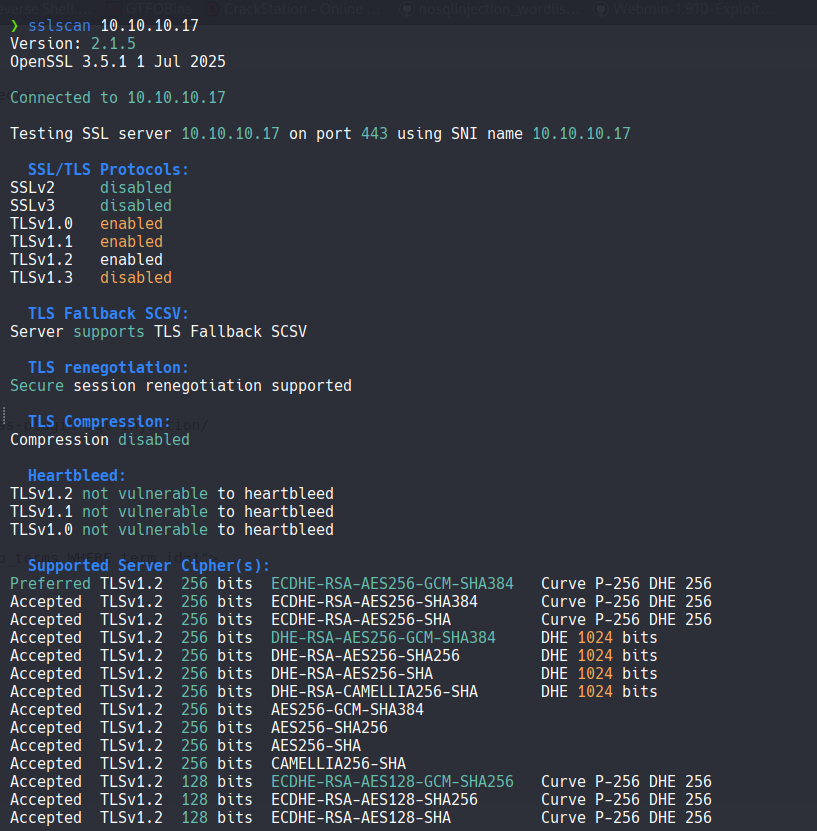 verse Shell
GTFOBins
CrackStation - Online ...
nosqlinjection_wordlis...
Webmin-1.910-Exploit...
❯ sslscan 10.10.10.17
Version: 2.1.5
OpenSSL 3.5.1 1 Jul 2025
Connected to 10.10.10.17
Testing SSL server 10.10.10.17 on port 443 using SNI name 10.10.10.17
SSL/TLS Protocols:
SSLv2 disabled
SSLv3 disabled
TLSv1.0 enabled
TLSv1.1 enabled
TLSv1.2 enabled
TLSv1.3 disabled
TLS Fallback SCSV:
Server supports TLS Fallback SCSV
TLS renegotiation:
Secure session renegotiation supported
TLS Compression:
Compression disabled
Heartbleed:
TLSv1.2 not vulnerable to heartbleed
TLSv1.1 not vulnerable to heartbleed
TLSv1.0 not vulnerable to heartbleed
Supported Server Cipher(s):
Preferred TLSv1.2 256 bits ECDHE-RSA-AES256-GCM-SHA384 Curve P-256 DHE 256
Accepted TLSv1.2 256 bits ECDHE-RSA-AES256-SHA384 Curve P-256 DHE 256
Accepted TLSv1.2 256 bits ECDHE-RSA-AES256-SHA Curve P-256 DHE 256
Accepted TLSv1.2 256 bits DHE-RSA-AES256-GCM-SHA384 DHE 1024 bits
Accepted TLSv1.2 256 bits DHE-RSA-AES256-SHA256 DHE 1024 bits
Accepted TLSv1.2 256 bits DHE-RSA-AES256-SHA DHE 1024 bits
Accepted TLSv1.2 256 bits DHE-RSA-CAMELLIA256-SHA DHE 1024 bits
Accepted TLSv1.2 256 bits AES256-GCM-SHA384
Accepted TLSv1.2 256 bits AES256-SHA256
Accepted TLSv1.2 256 bits AES256-SHA
Accepted TLSv1.2 256 bits CAMELLIA256-SHA
Accepted TLSv1.2 128 bits ECDHE-RSA-AES128-GCM-SHA256 Curve P-256 DHE 256
Accepted TLSv1.2 128 bits ECDHE-RSA-AES128-SHA256 Curve P-256 DHE 256
Accepted TLSv1.2 128 bits ECDHE-RSA-AES128-SHA Curve P-256 DHE 256